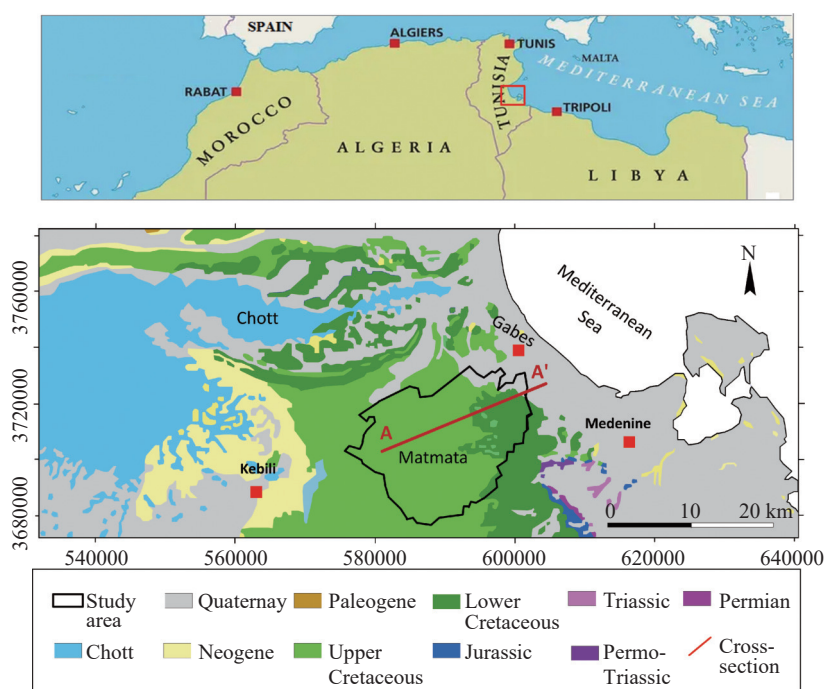 SPAIN
ALGIERS
TUNIS
MALTA
RABAT
MEDITERRANEAN SEA
TUNISIA
TRIPOLI
MOROCCO
ALGERIA
LIBYA
N
Mediterranean
Sea
3760000
Chott
Gabes
3720000
A'
A
Medenine
Matmata
Kebili
3680000
0 10 20 km
540000 560000 580000 600000 620000 640000
Study
area
Quaternay
Paleogene
Lower
Cretaceous
Triassic
Permian
Chott
Neogene
Upper
Cretaceous
Jurassic
Permo-
Triassic
Cross-
section